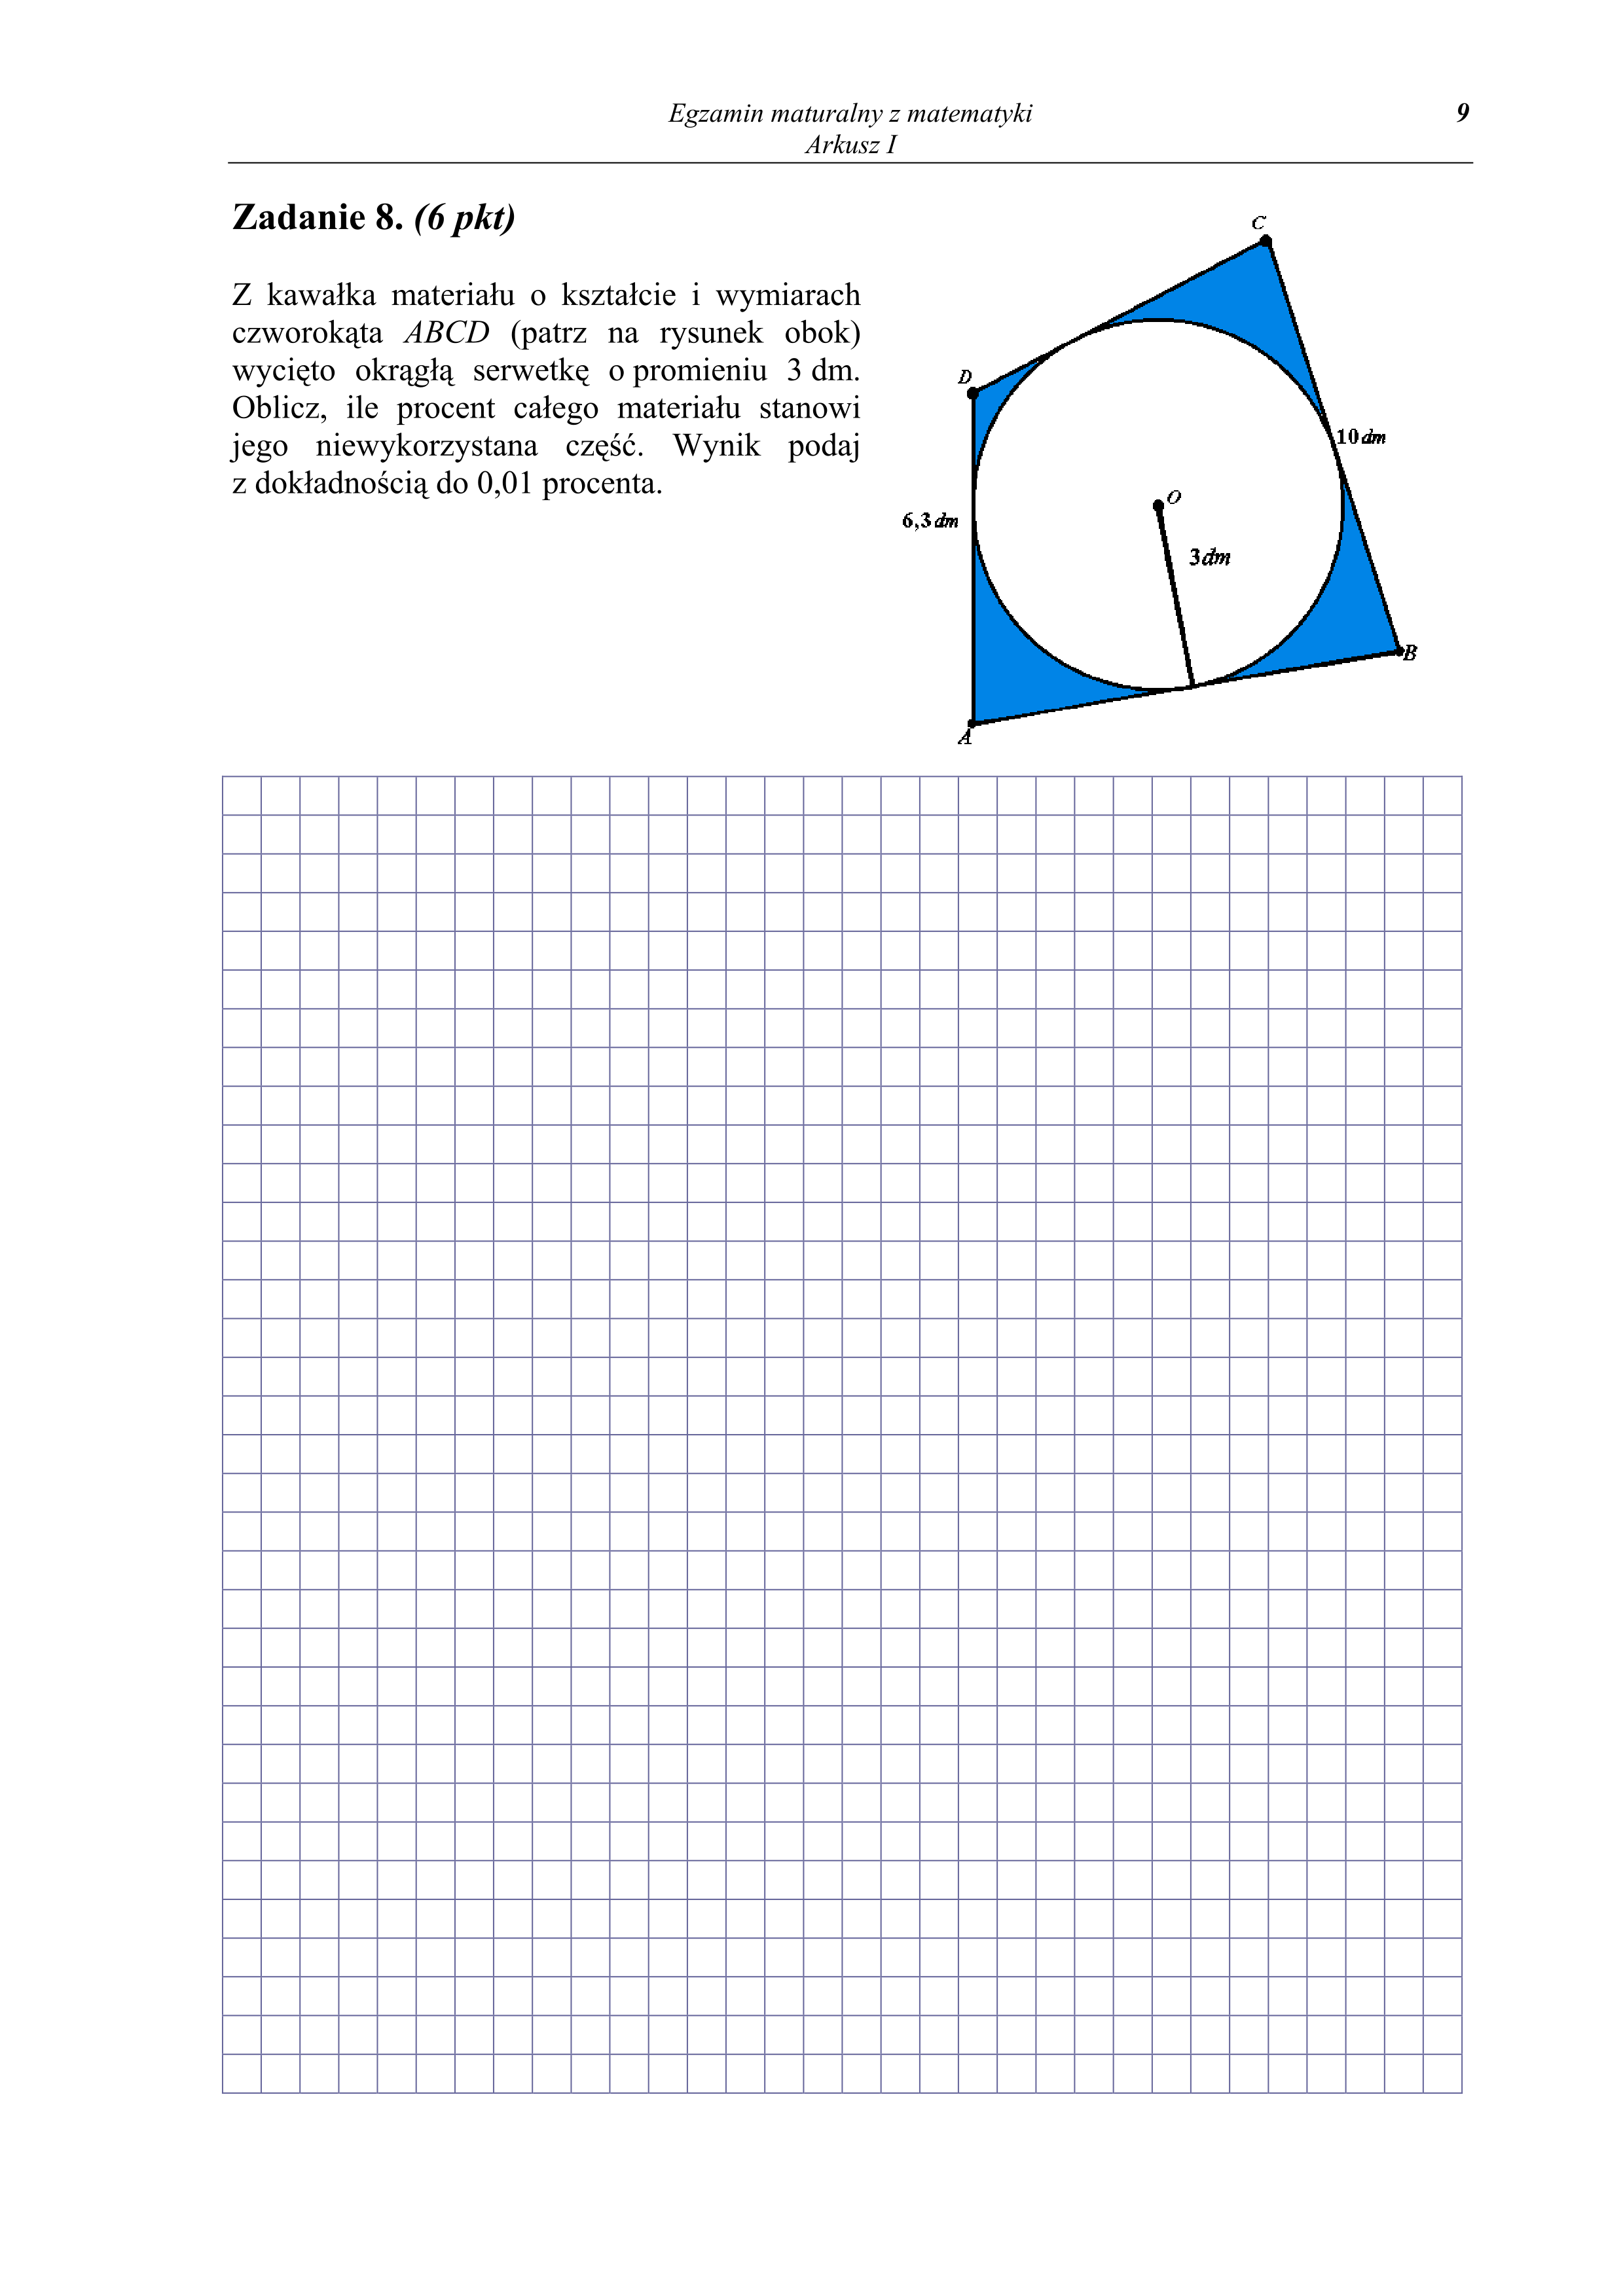 Egzamin maturalny z matematyki 9
Arkusz I
Zadanie 8. (6 pkt)
Z kawałka materiału o kształcie i wymiarach
czworokąta ABCD (patrz na rysunek obok)
wycięto okrągłą serwetkę o promieniu 3 dm.
Oblicz, ile procent całego materiału stanowi
jego niewykorzystana część. Wynik podaj
z dokładnością do 0,01 procenta.
C
D
10 dm
O
6,3 dm
3 dm
B
A